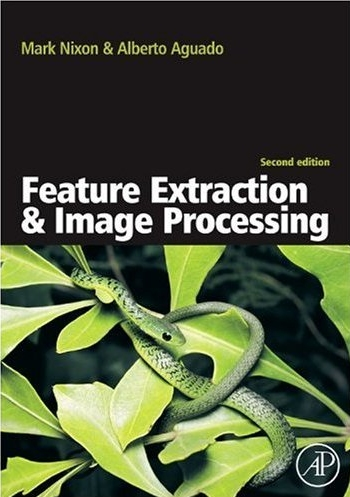 Mark Nixon & Alberto Aguado
Second edition
Feature Extraction
& Image Processing
AP